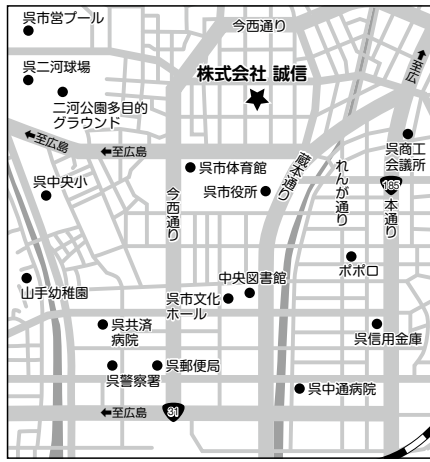 呉市営プール
今西通り
至広
呉二河球場
株式会社 誠信
二河公園多目的
グラウンド
至広島
至広島
呉商工
会議所
呉市体育館
蔵本通り
れんが通り
185
本通り
呉中央小
今西通り
呉市役所
ポポロ
山手幼稚園
中央図書館
呉市文化
ホール
呉共済
病院
呉信用金庫
呉郵便局
呉警察署
呉中通病院
至広島
31